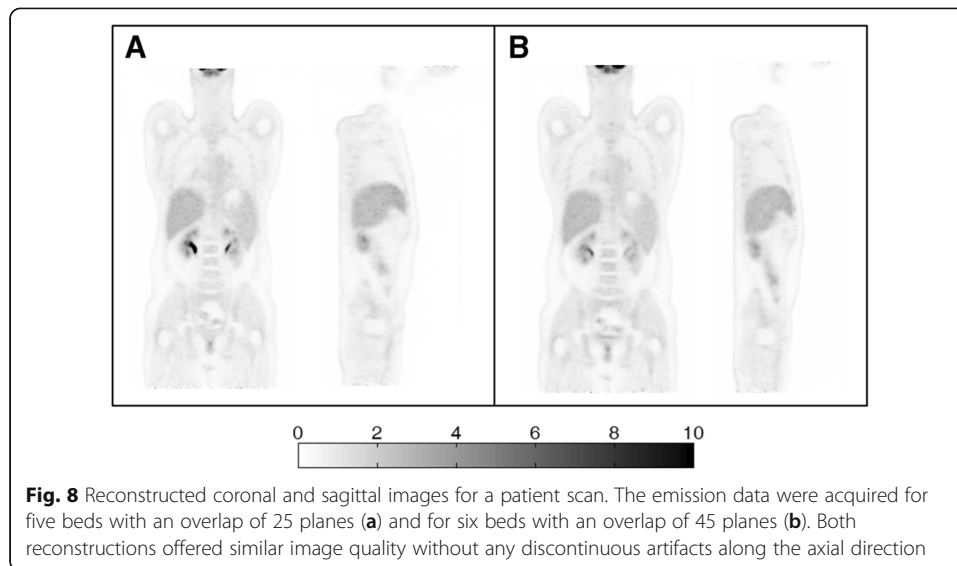 A
B
0 2 4 6 8 10
Fig. 8 Reconstructed coronal and sagittal images for a patient scan. The emission data were acquired for
five beds with an overlap of 25 planes (a) and for six beds with an overlap of 45 planes (b). Both
reconstructions offered similar image quality without any discontinuous artifacts along the axial direction